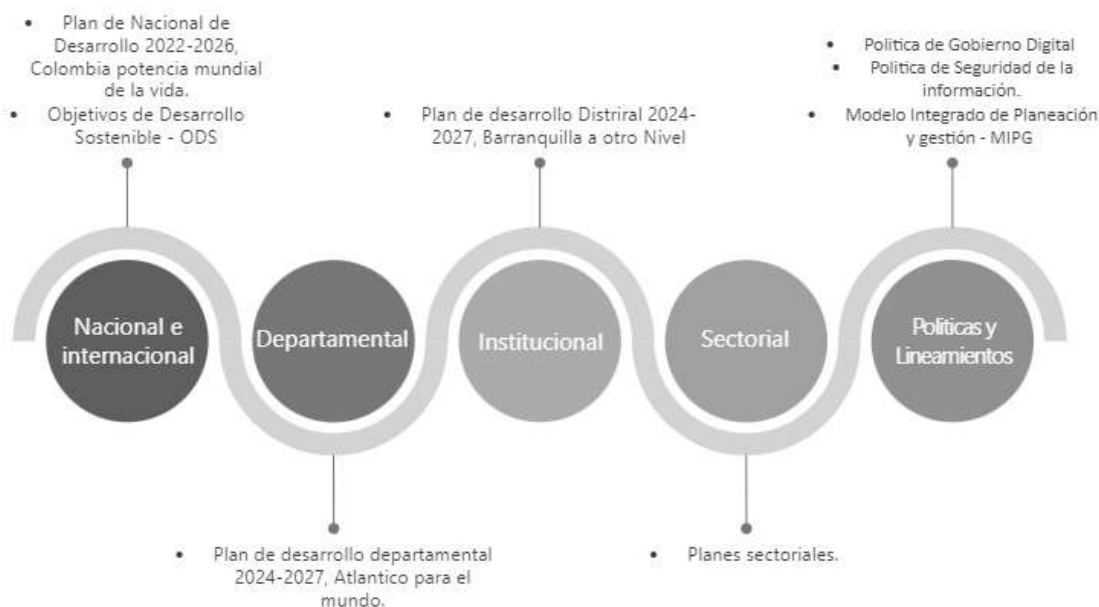 • Plan de Nacional de
Desarrollo 2022-2026,
Colombia potencia mundial
de la vida.
• Objetivos de Desarrollo
Sostenible - ODS
• Plan de desarrollo Distriral 2024-
2027, Barranquilla a otro Nivel
• Politica de Gobierno Digital
• Politica de Seguridad de la
información.
• Modelo Integrado de Planeación
y gestión - MIPG
Nacional e
internacional
Departamental
Institucional
Sectorial
Politicas y
Lineamientos
• Plan de desarrollo departamental
2024-2027, Atlantico para el
mundo.
• Planes sectoriales.